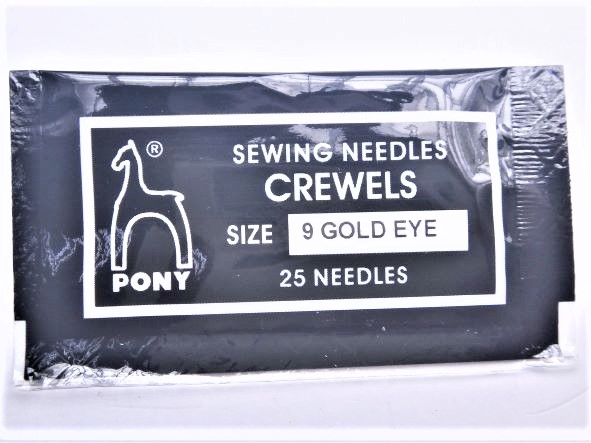 ®
SEWING NEEDLES
CREWELS
SIZE 9 GOLD EYE
25 NEEDLES
PONY